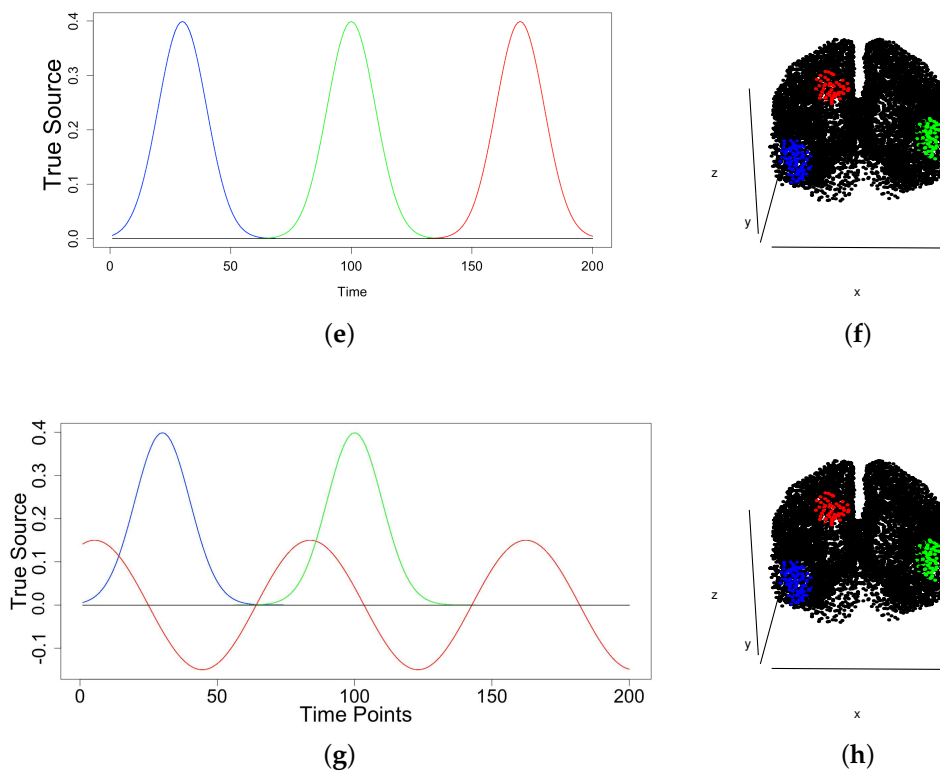 True Source
0.4
0.3
0.2
0.1
0.0
0
50
100
150
200
Time
(e)
z
y
x
(f)
True Source
0.4
0.3
0.2
0.1
0.0
-0.1
0
50
100
150
200
Time Points
(g)
z
y
x
(h)